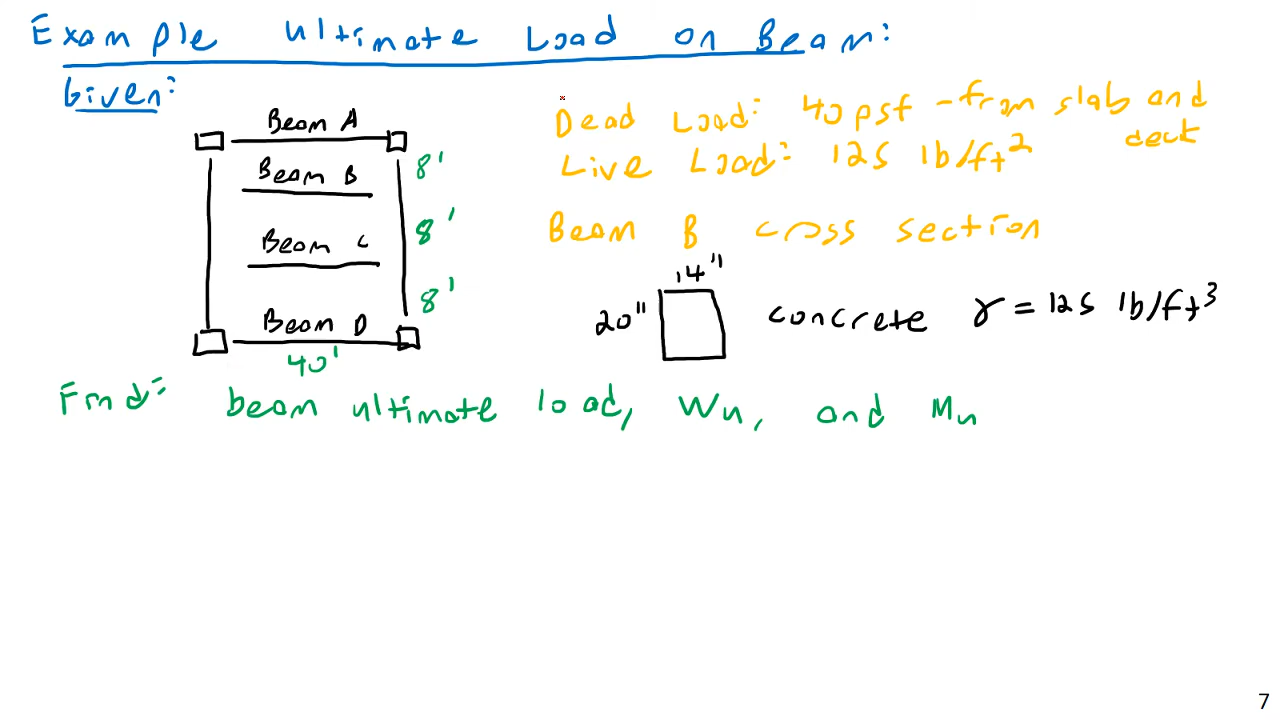 Example Ultimate Load on Beam:
Given:
Beam A
Beam B
Beam C
Beam D
8'
8'
8'
40'
Dead Load: 40 psf - from slab and deck
Live Load: 125 lb/ft²
Beam B cross section
14"
20"
concrete γ = 125 lb/ft³
Find: beam ultimate load, Wu, and Mu
7